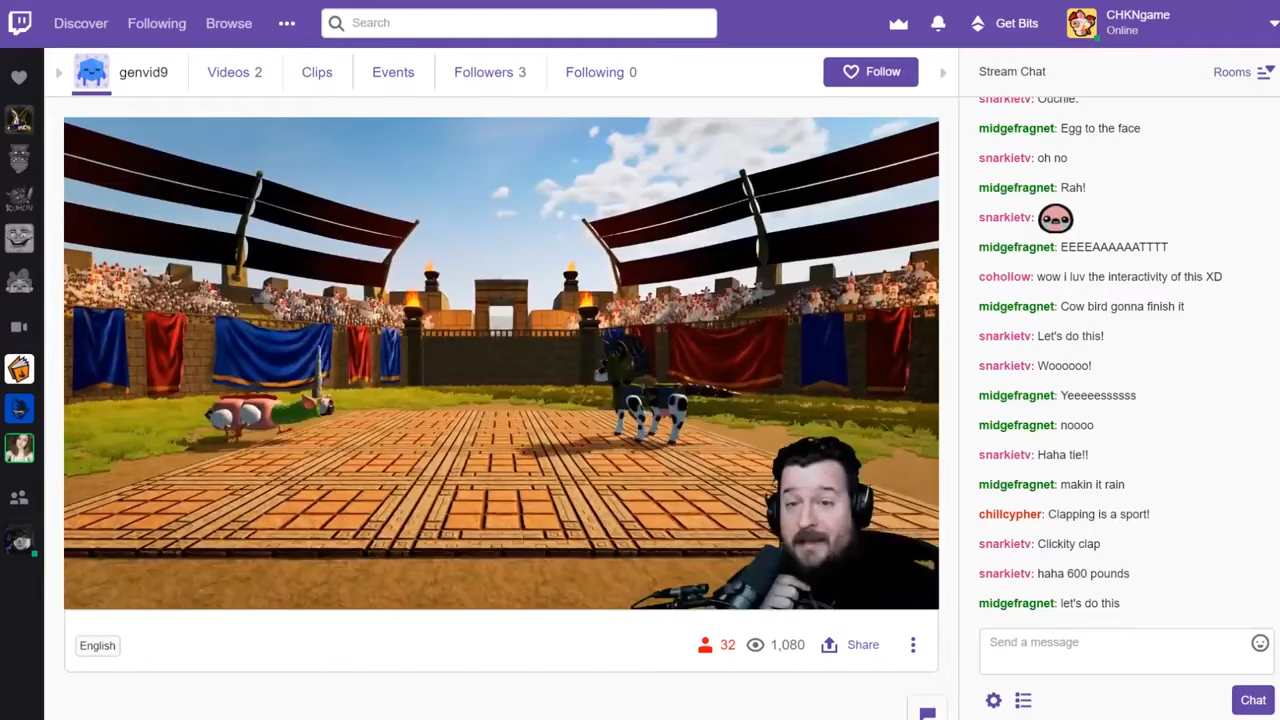 Discover Following Browse Search Get Bits CHKNgame
Online
genvid9 Videos 2 Clips Events Followers 3 Following 0 Follow Stream Chat Rooms
snarkietv: Ouchie.
midgefragnet: Egg to the face
snarkietv: oh no
midgefragnet: Rah!
snarkietv:
midgefragnet: EEEEAAAAAATTTT
cohollow: wow i luv the interactivity of this XD
midgefragnet: Cow bird gonna finish it
snarkietv: Let's do this!
snarkietv: Woooooo!
midgefragnet: Yeeeeessssss
midgefragnet: noooo
snarkietv: Haha tie!!
midgefragnet: makin it rain
chillcypher: Clapping is a sport!
snarkietv: Clickity clap
snarkietv: haha 600 pounds
midgefragnet: let's do this
English 32 1,080 Share
Send a message
Chat